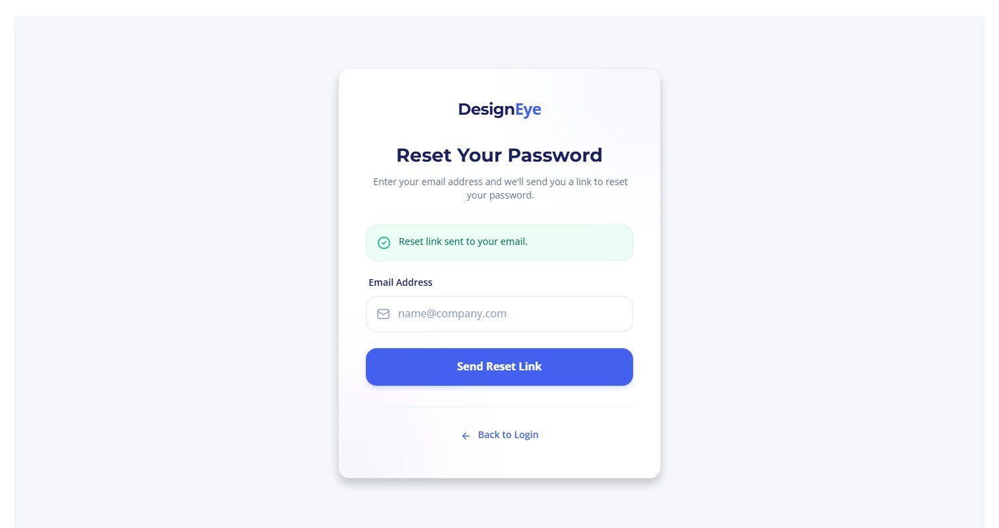 DesignEye
Reset Your Password
Enter your email address and we'll send you a link to reset
your password.
Reset link sent to your email.
Email Address
name@company.com
Send Reset Link
Back to Login